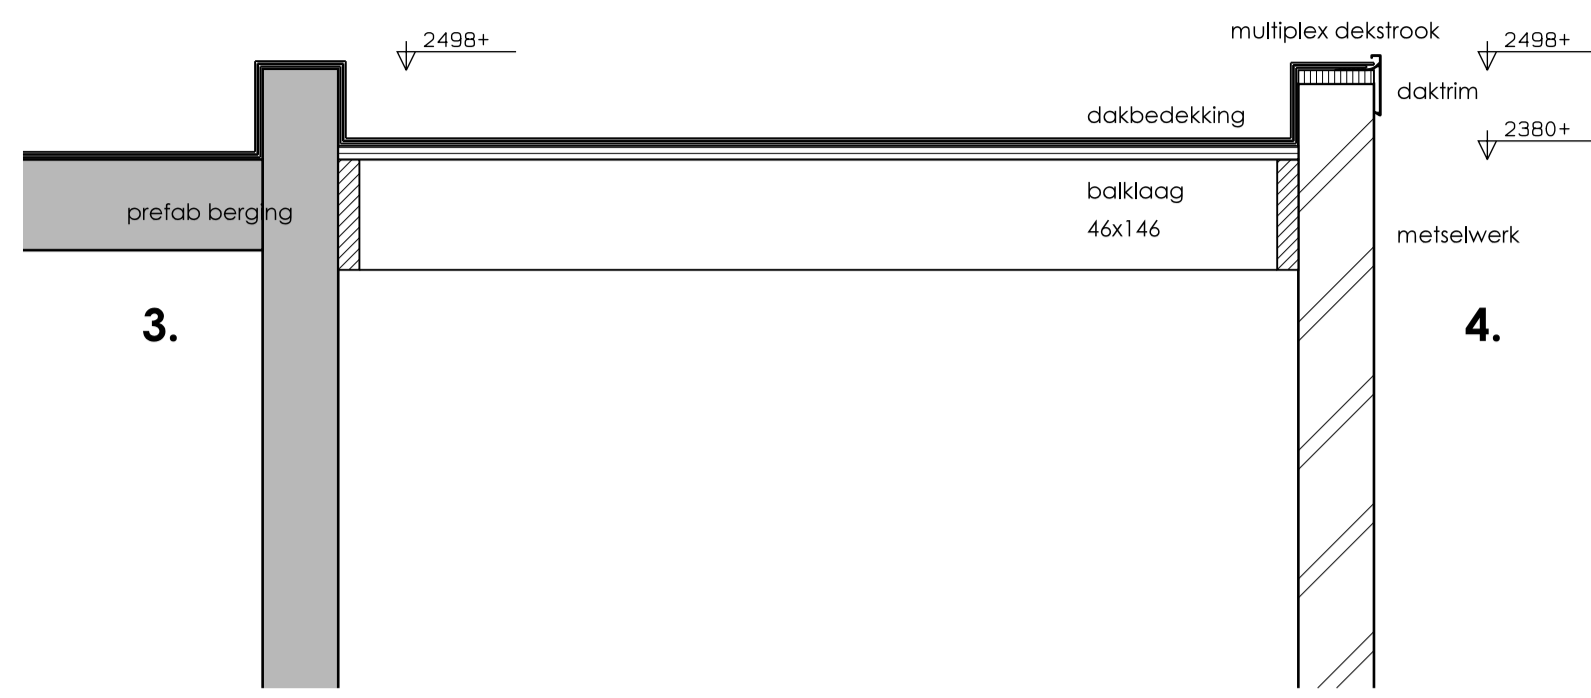 multiplex dekstrook
2498+
2498+
daktrim
dakbedekking
2380+
balklaag
46x146
prefab berging
metselwerk
3.
4.